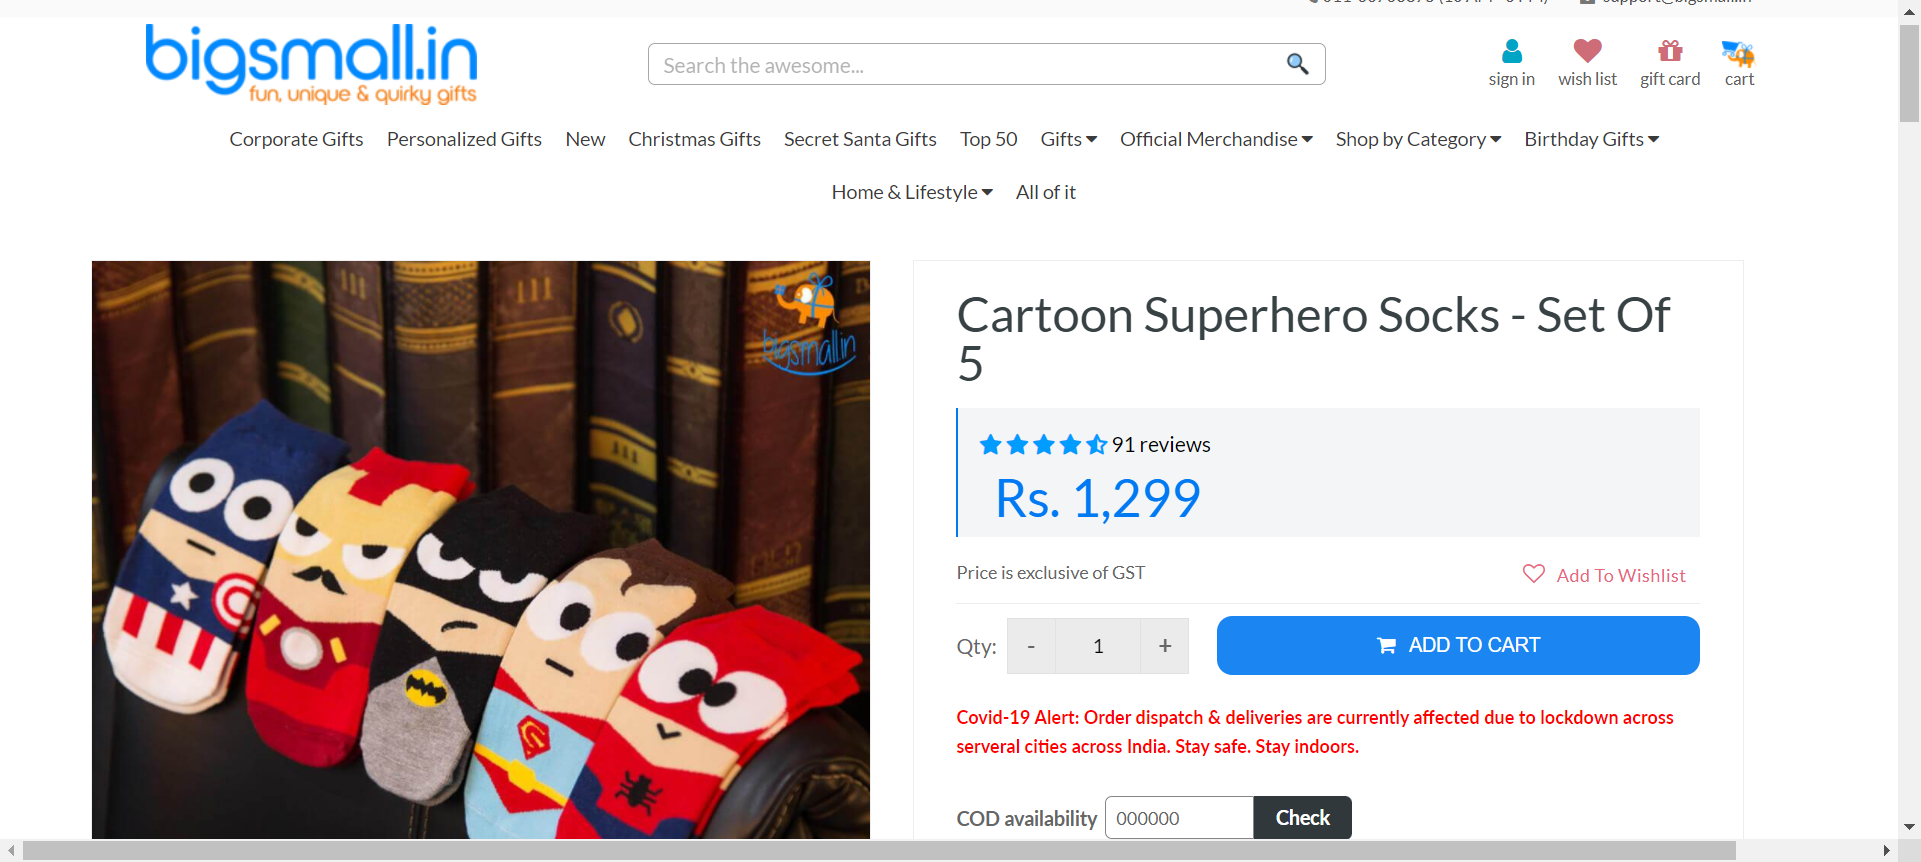 bigsmall.in
fun, unique & quirky gifts
Search the awesome...
sign in
wish list
gift card
cart
Corporate Gifts Personalized Gifts New Christmas Gifts Secret Santa Gifts Top 50 Gifts Official Merchandise Shop by Category Birthday Gifts
Home & Lifestyle All of it
bigsmall.in
Cartoon Superhero Socks - Set Of
5
91 reviews
Rs. 1,299
Price is exclusive of GST
Add To Wishlist
Qty: - 1 +
ADD TO CART
Covid-19 Alert: Order dispatch & deliveries are currently affected due to lockdown across
serveral cities across India. Stay safe. Stay indoors.
COD availability 000000 Check